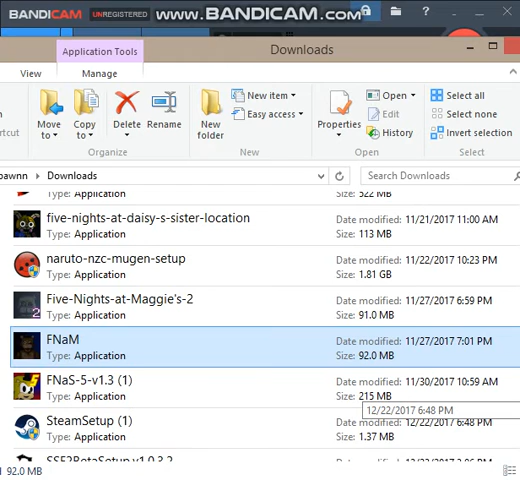 BANDICAM UNREGISTERED www.BANDICAM.com
Application Tools Downloads
View Manage
Move to Copy to Delete Rename New folder New item Easy access Properties Open Edit History Select all Select none Invert selection
Organize New Open Select
Downloads Search Downloads
Type: Application Size: 522 MB
five-nights-at-daisy-s-sister-location Date modified: 11/21/2017 11:00 AM
Type: Application Size: 113 MB
naruto-nzc-mugen-setup Date modified: 11/22/2017 10:23 PM
Type: Application Size: 1.81 GB
Five-Nights-at-Maggie's-2 Date modified: 11/27/2017 6:59 PM
Type: Application Size: 91.0 MB
FNaM Date modified: 11/27/2017 7:01 PM
Type: Application Size: 92.0 MB
FNaS-5-v1.3 (1) Date modified: 11/30/2017 10:59 AM
Type: Application Size: 215 MB
12/22/2017 6:48 PM
SteamSetup (1) 12/22/2017 6:48 PM
Type: Application Size: 1.37 MB
92.0 MB